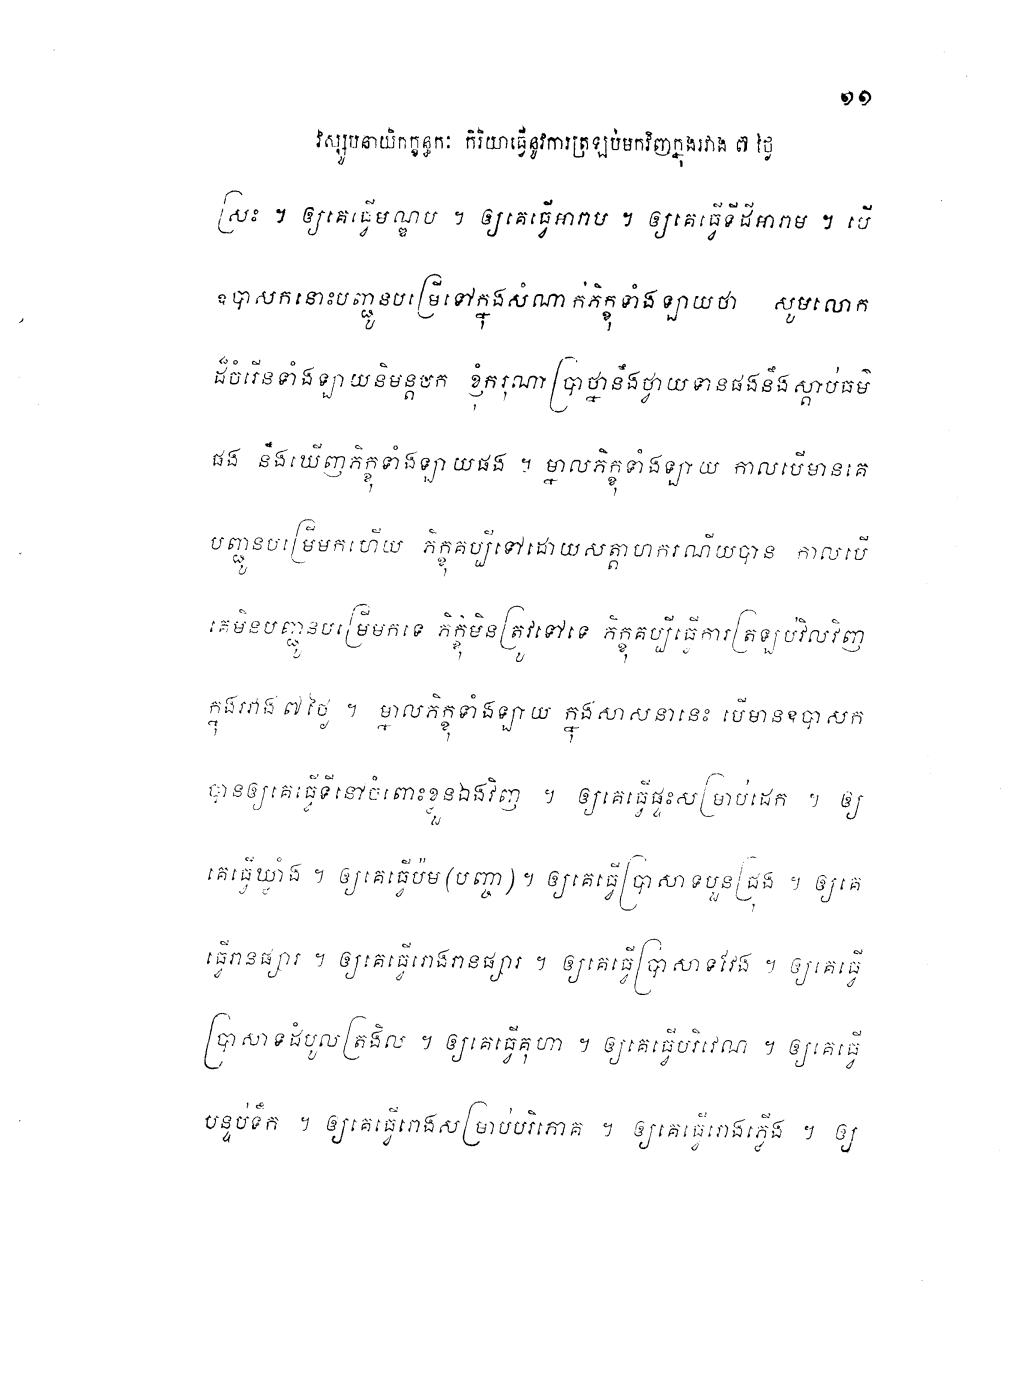 ១១
វស្សូបនាយិកក្ខន្ធកៈ កិរិយាធ្វើនូវការត្រឡប់មកវិញក្នុងរវាង ៧ ថ្ងៃ
ស្រះ ។ ឲ្យគេធ្វើមណ្ឌប ។ ឲ្យគេធ្វើអារាម ។ ឲ្យគេធ្វើទីដីអារាម ។ បើ
ឧបាសកនោះបញ្ជូនបម្រើទៅក្នុងសំណាក់ភិក្ខុទាំងឡាយថា សូមលោក
ដ៏ចំរើនទាំងឡាយនិមន្តមក ខ្ញុំករុណាប្រាថ្នានឹងថ្វាយទានផងនឹងស្តាប់ធម៌
ផង នឹងឃើញភិក្ខុទាំងឡាយផង ។ ម្នាលភិក្ខុទាំងឡាយ កាលបើមានគេ
បញ្ជូនបម្រើមកហើយ ភិក្ខុគប្បីទៅដោយសត្តាហករណីយបាន កាលបើ
គេមិនបញ្ជូនបម្រើមកទេ ភិក្ខុមិនត្រូវទៅទេ ភិក្ខុគប្បីធ្វើការត្រឡប់វិលវិញ
ក្នុងរវាង ៧ ថ្ងៃ ។ ម្នាលភិក្ខុទាំងឡាយ ក្នុងសាសនានេះ បើមានឧបាសក
បានឲ្យគេធ្វើទីនៅចំពោះខ្លួនឯងវិញ ។ ឲ្យគេធ្វើផ្ទះសម្រាប់ដេក ។ ឲ្យ
គេធ្វើឃ្លាំង ។ ឲ្យគេធ្វើប៉ម (បញ្ចា) ។ ឲ្យគេធ្វើប្រាសាទបួនជ្រុង ។ ឲ្យគេ
ធ្វើរានផ្សារ ។ ឲ្យគេធ្វើរោងរានផ្សារ ។ ឲ្យគេធ្វើប្រាសាទវែង ។ ឲ្យគេធ្វើ
ប្រាសាទដំបូលត្រងិល ។ ឲ្យគេធ្វើគុហា ។ ឲ្យគេធ្វើបរិវេណ ។ ឲ្យគេធ្វើ
បន្ទប់ទឹក ។ ឲ្យគេធ្វើរោងសម្រាប់បរិភោគ ។ ឲ្យគេធ្វើរោងភ្លើង ។ ឲ្យ